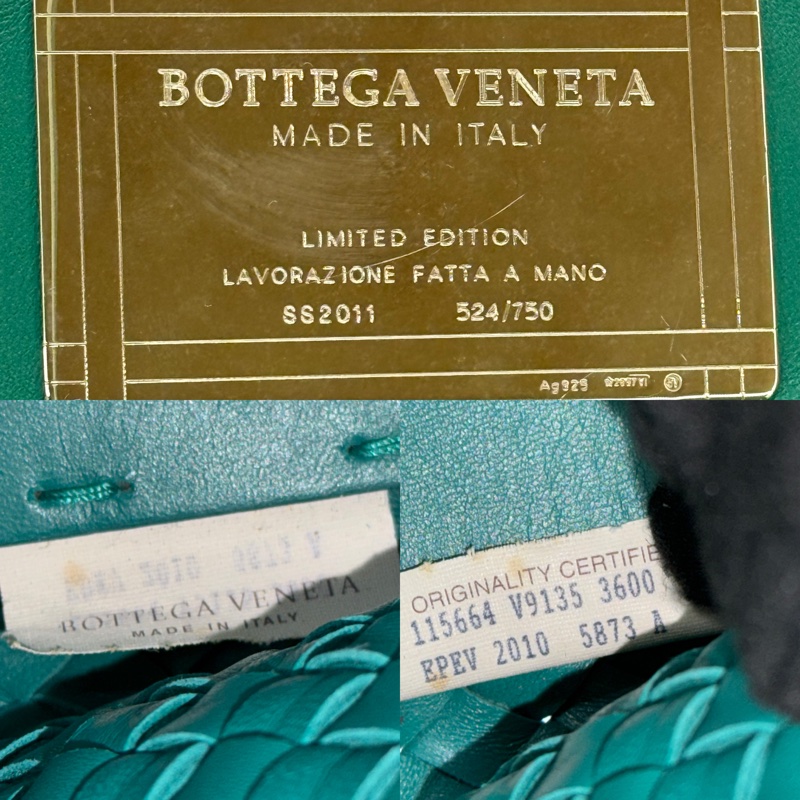 BOTTEGA VENETA
MADE IN ITALY
LIMITED EDITION
LAVORAZIONE FATTA A MANO
SS2011 524/750
Ag925
BOTTEGA VENETA
MADE IN ITALY
ORIGINALITY CERTIFIE
115664 V9135 3600
EPEV 2010 5873 A